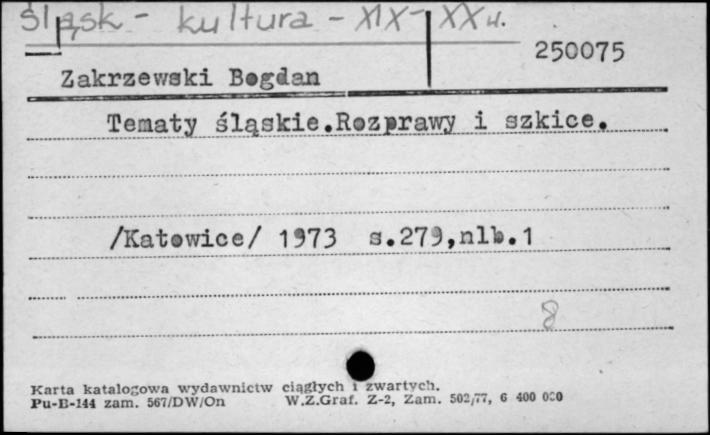 Śląsk - kultura - XIX-XX w.
250075
Zakrzewski Bogdan
Tematy śląskie.Rozprawy i szkice.
/Katowice/ 1973 s.279,nlb.1
8
Karta katalogowa wydawnictw ciągłych i zwartych.
Pu-B-144 zam. 567/DW/On W.Z.Graf. Z-2, Zam. 502/77, 6 400 000